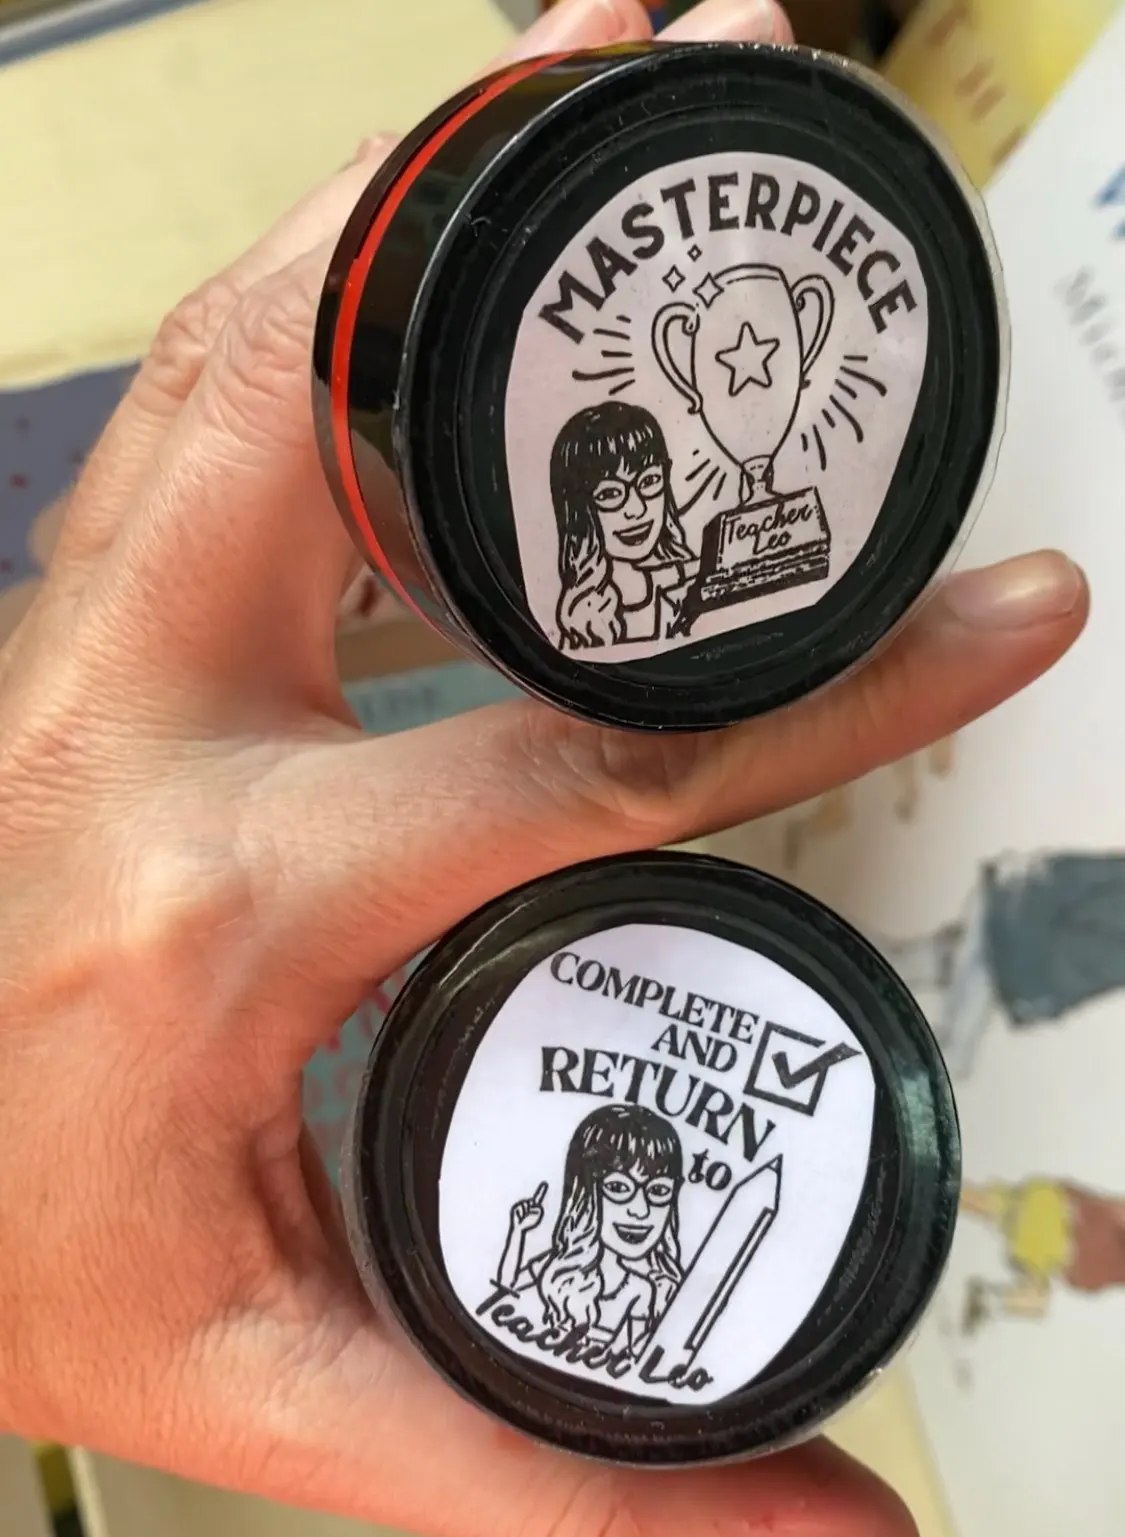 MASTERPIECE
Teacher
Leo
COMPLETE
AND
RETURN
to
Teacher Leo